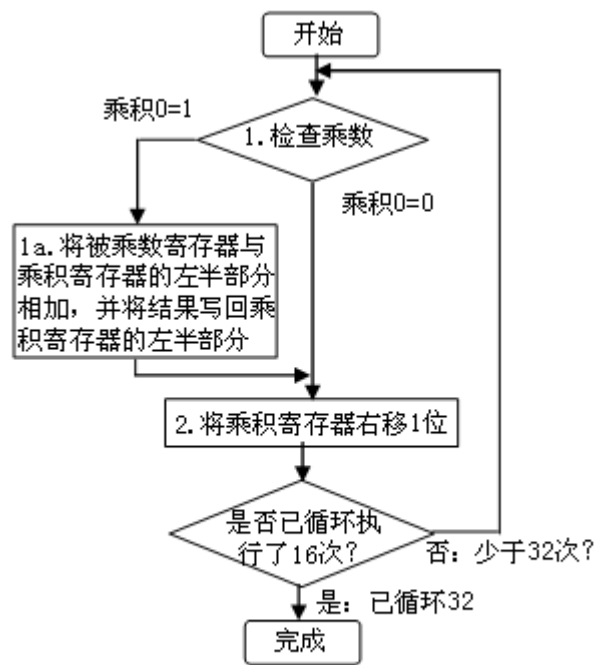 开始
乘积0=1
1.检查乘数
乘积0=0
1a.将被乘数寄存器与
乘积寄存器的左半部分
相加，并将结果写回乘
积寄存器的左半部分
2.将乘积寄存器右移1位
是否已循环执
行了16次?
否：少于32次?
是：已循环32
完成